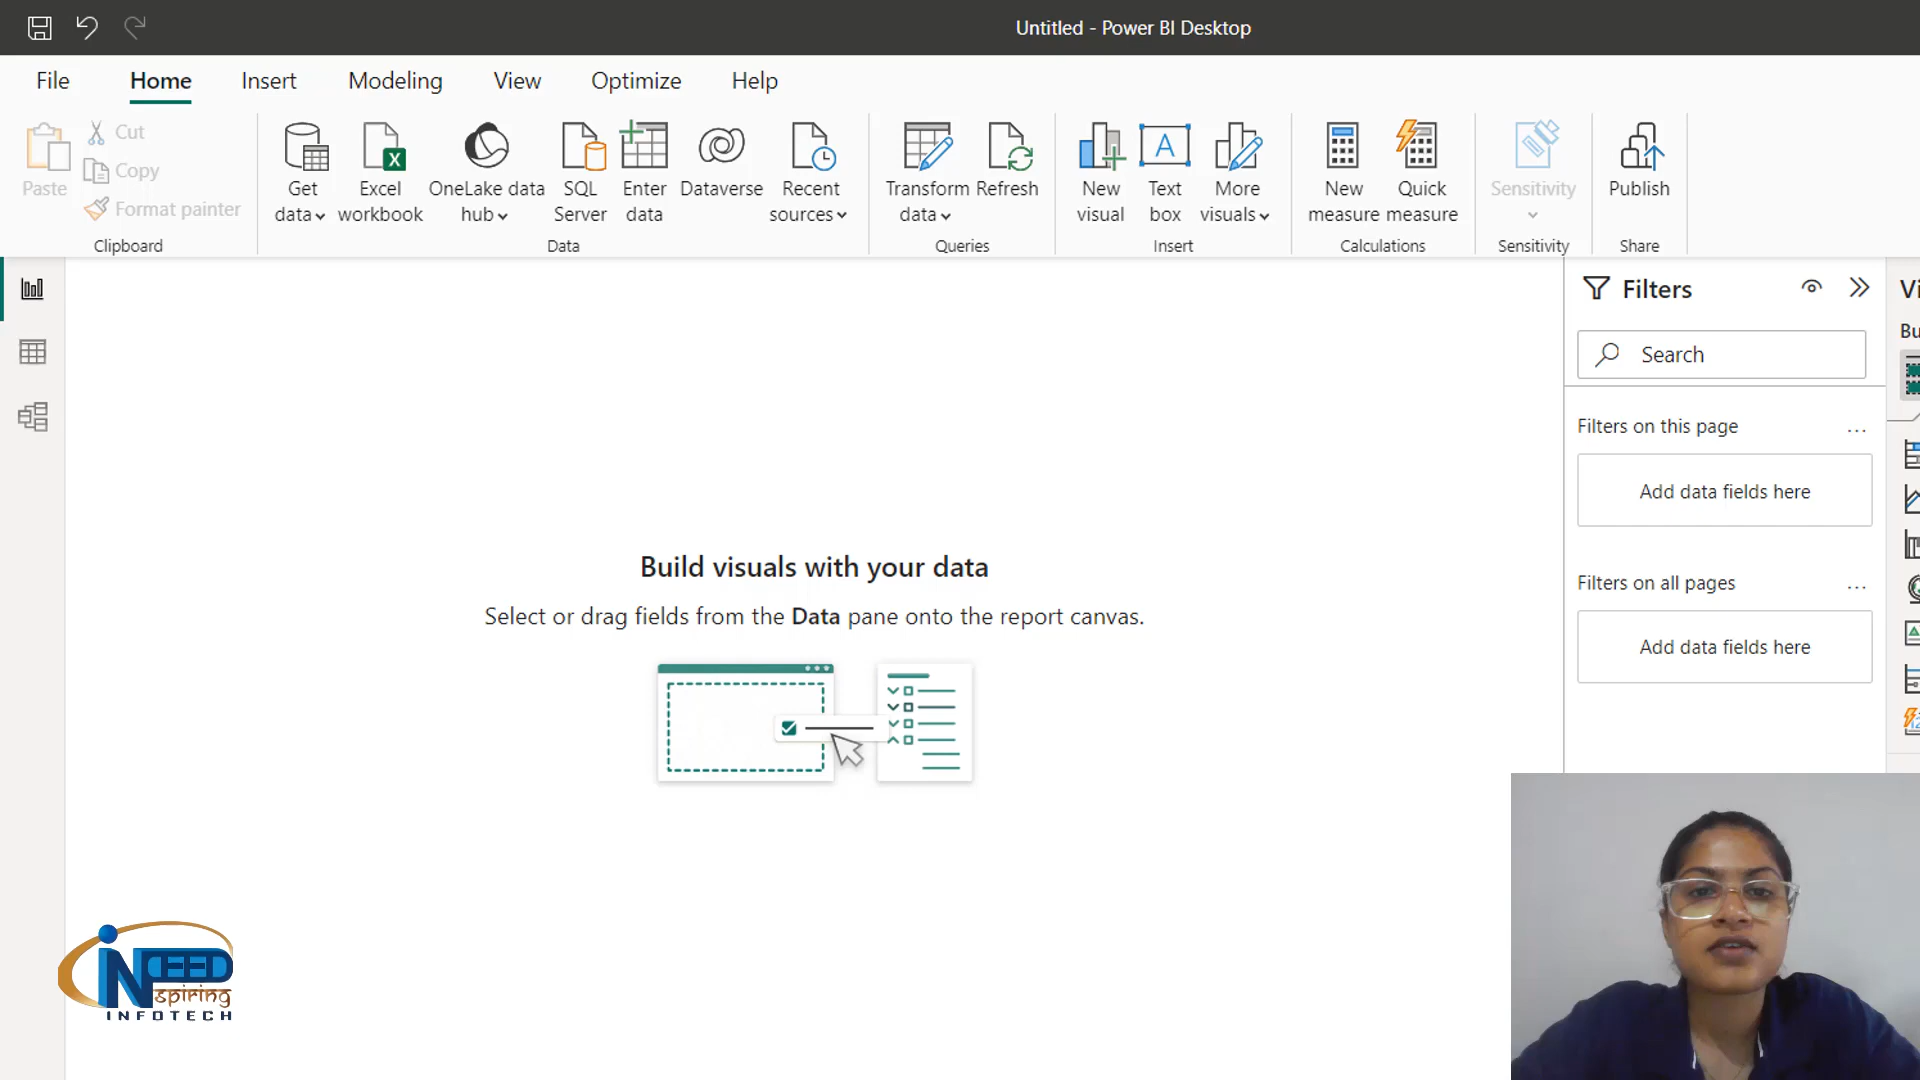 Untitled - Power BI Desktop
File Home Insert Modeling View Optimize Help
Paste
Cut
Copy
Format painter
Clipboard
Get data
Excel workbook
OneLake data hub
SQL Server
Enter data
Dataverse
Recent sources
Data
Transform data
Refresh
Queries
New visual
Text box
More visuals
Insert
New measure
Quick measure
Calculations
Sensitivity
Sensitivity
Publish
Share
Filters
Search
Filters on this page
Add data fields here
Filters on all pages
Add data fields here
Vi
Bu
Build visuals with your data
Select or drag fields from the Data pane onto the report canvas.
iNDEED
nspiring
INFOTECH